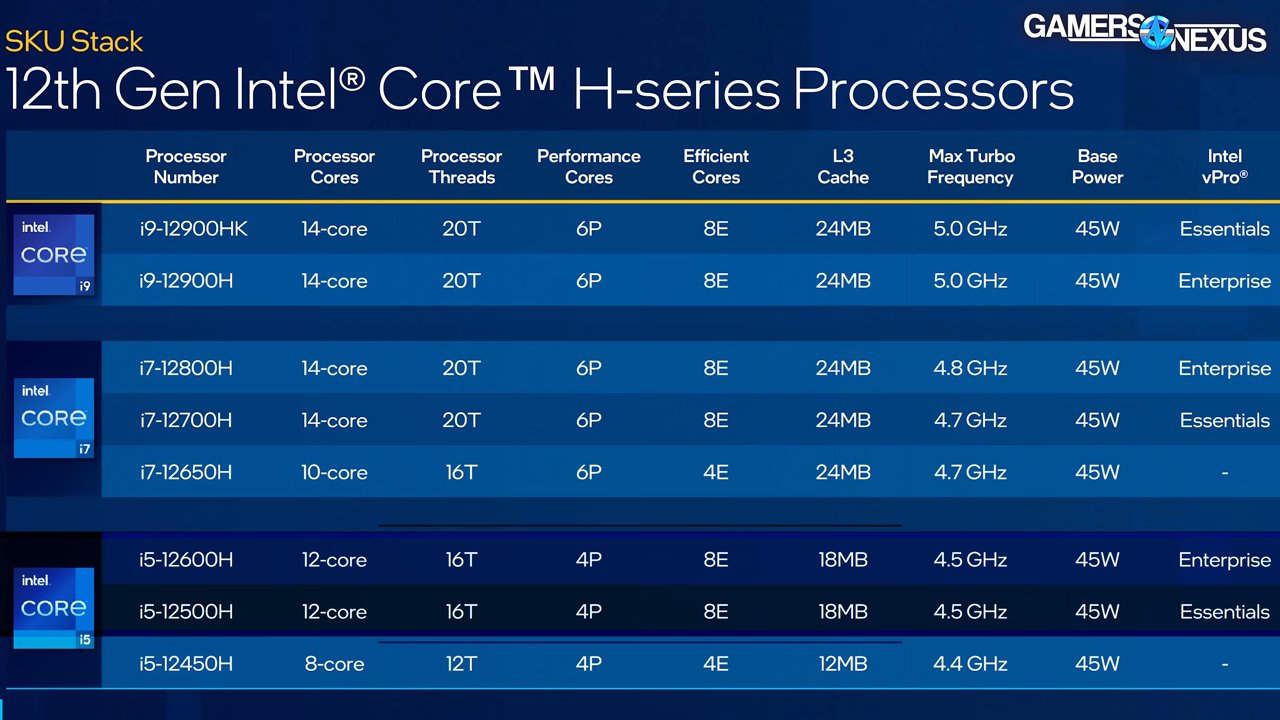 GAMERS NEXUS
SKU Stack
12th Gen Intel® Core™ H-series Processors
Processor Number Processor Cores Processor Threads Performance Cores Efficient Cores L3 Cache Max Turbo Frequency Base Power Intel vPro®
intel. CORE i9
i9-12900HK 14-core 20T 6P 8E 24MB 5.0 GHz 45W Essentials
i9-12900H 14-core 20T 6P 8E 24MB 5.0 GHz 45W Enterprise
intel. CORE i7
i7-12800H 14-core 20T 6P 8E 24MB 4.8 GHz 45W Enterprise
i7-12700H 14-core 20T 6P 8E 24MB 4.7 GHz 45W Essentials
i7-12650H 10-core 16T 6P 4E 24MB 4.7 GHz 45W -
intel. CORE i5
i5-12600H 12-core 16T 4P 8E 18MB 4.5 GHz 45W Enterprise
i5-12500H 12-core 16T 4P 8E 18MB 4.5 GHz 45W Essentials
i5-12450H 8-core 12T 4P 4E 12MB 4.4 GHz 45W -